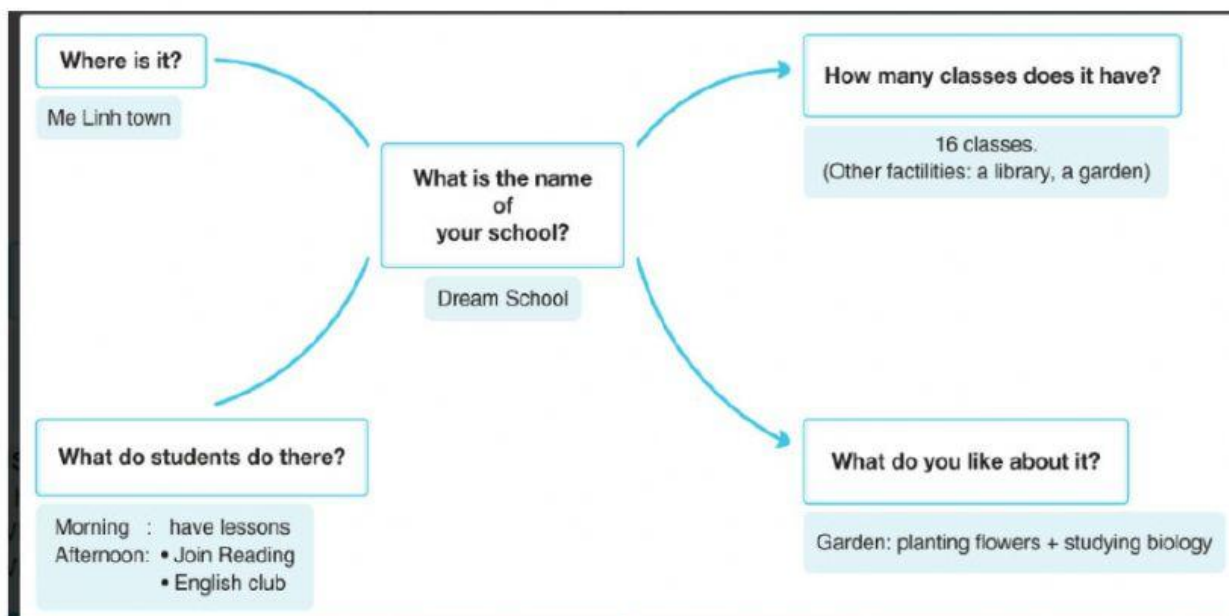 Where is it?
Me Linh town
How many classes does it have?
16 classes.
(Other factilities: a library, a garden)
What is the name
of
your school?
Dream School
What do students do there?
Morning : have lessons
Afternoon: • Join Reading
• English club
What do you like about it?
Garden: planting flowers + studying biology